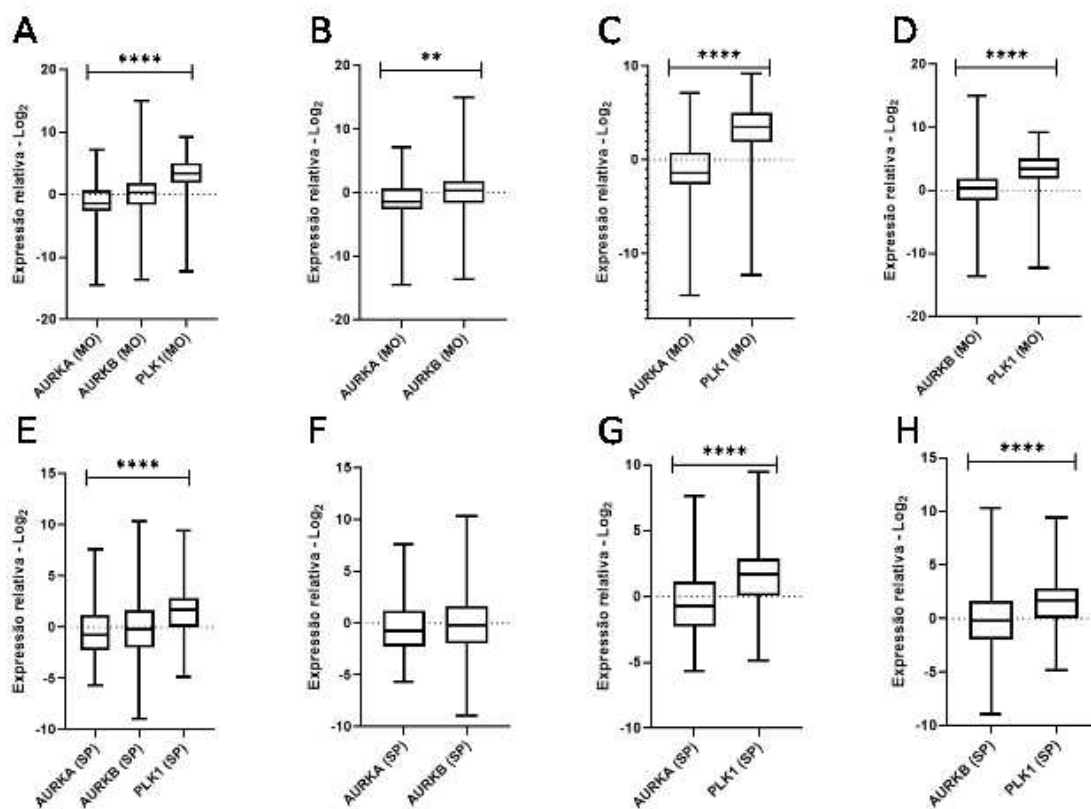 A
****
Expressão relativa - Log2
20
10
0
-10
-20
AURKA (MO)
AURKB (MO)
PLK1(MO)
B
**
Expressão relativa - Log2
20
10
0
-10
-20
AURKA (MO)
AURKB (MO)
C
****
Expressão relativa - Log2
10
0
-10
AURKA (MO)
PLK1 (MO)
D
****
Expressão relativa - Log2
20
10
0
-10
-20
AURKB (MO)
PLK1 (MO)
E
****
Expressão relativa - Log2
15
10
5
0
-5
-10
AURKA (SP)
AURKB (SP)
PLK1 (SP)
F
Expressão relativa - Log2
15
10
5
0
-5
-10
AURKA (SP)
AURKB (SP)
G
****
Expressão relativa - Log2
10
5
0
-5
-10
AURKA (SP)
PLK1 (SP)
H
****
Expressão relativa - Log2
15
10
5
0
-5
-10
AURKB (SP)
PLK1 (SP)